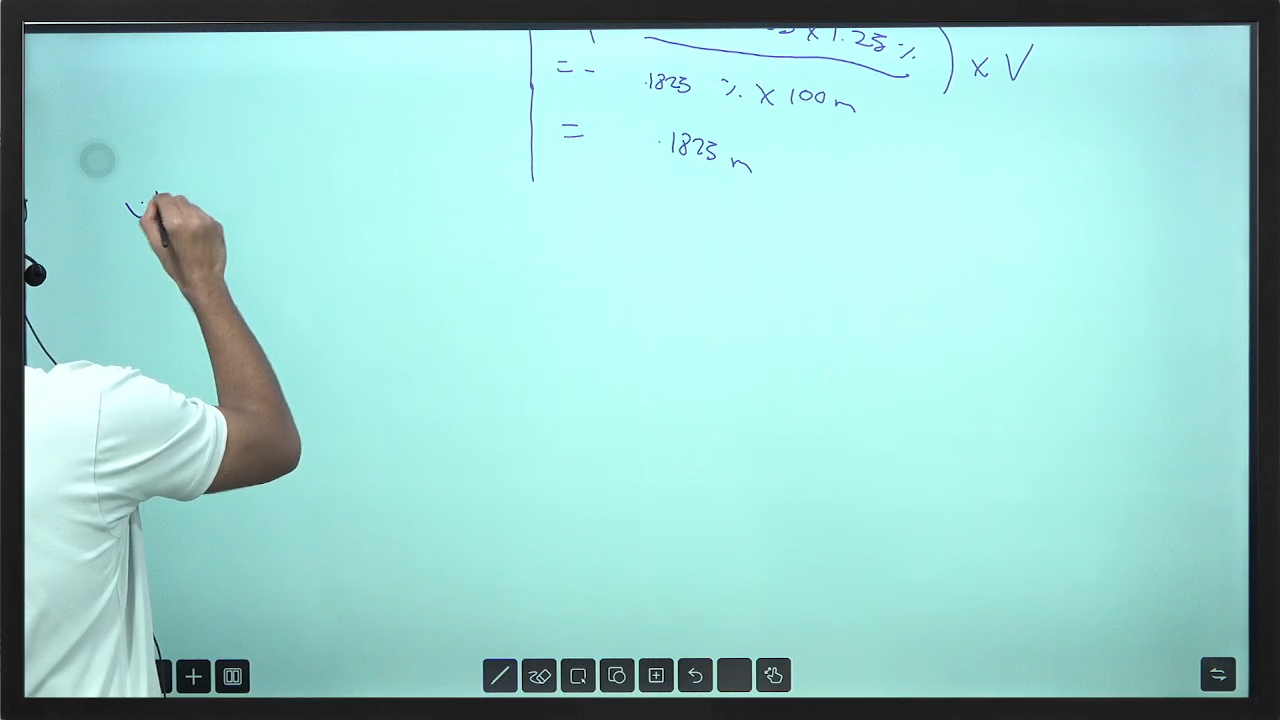 x 1.25 % ) x V
= - .1825 % x 100 m
= .1825 m